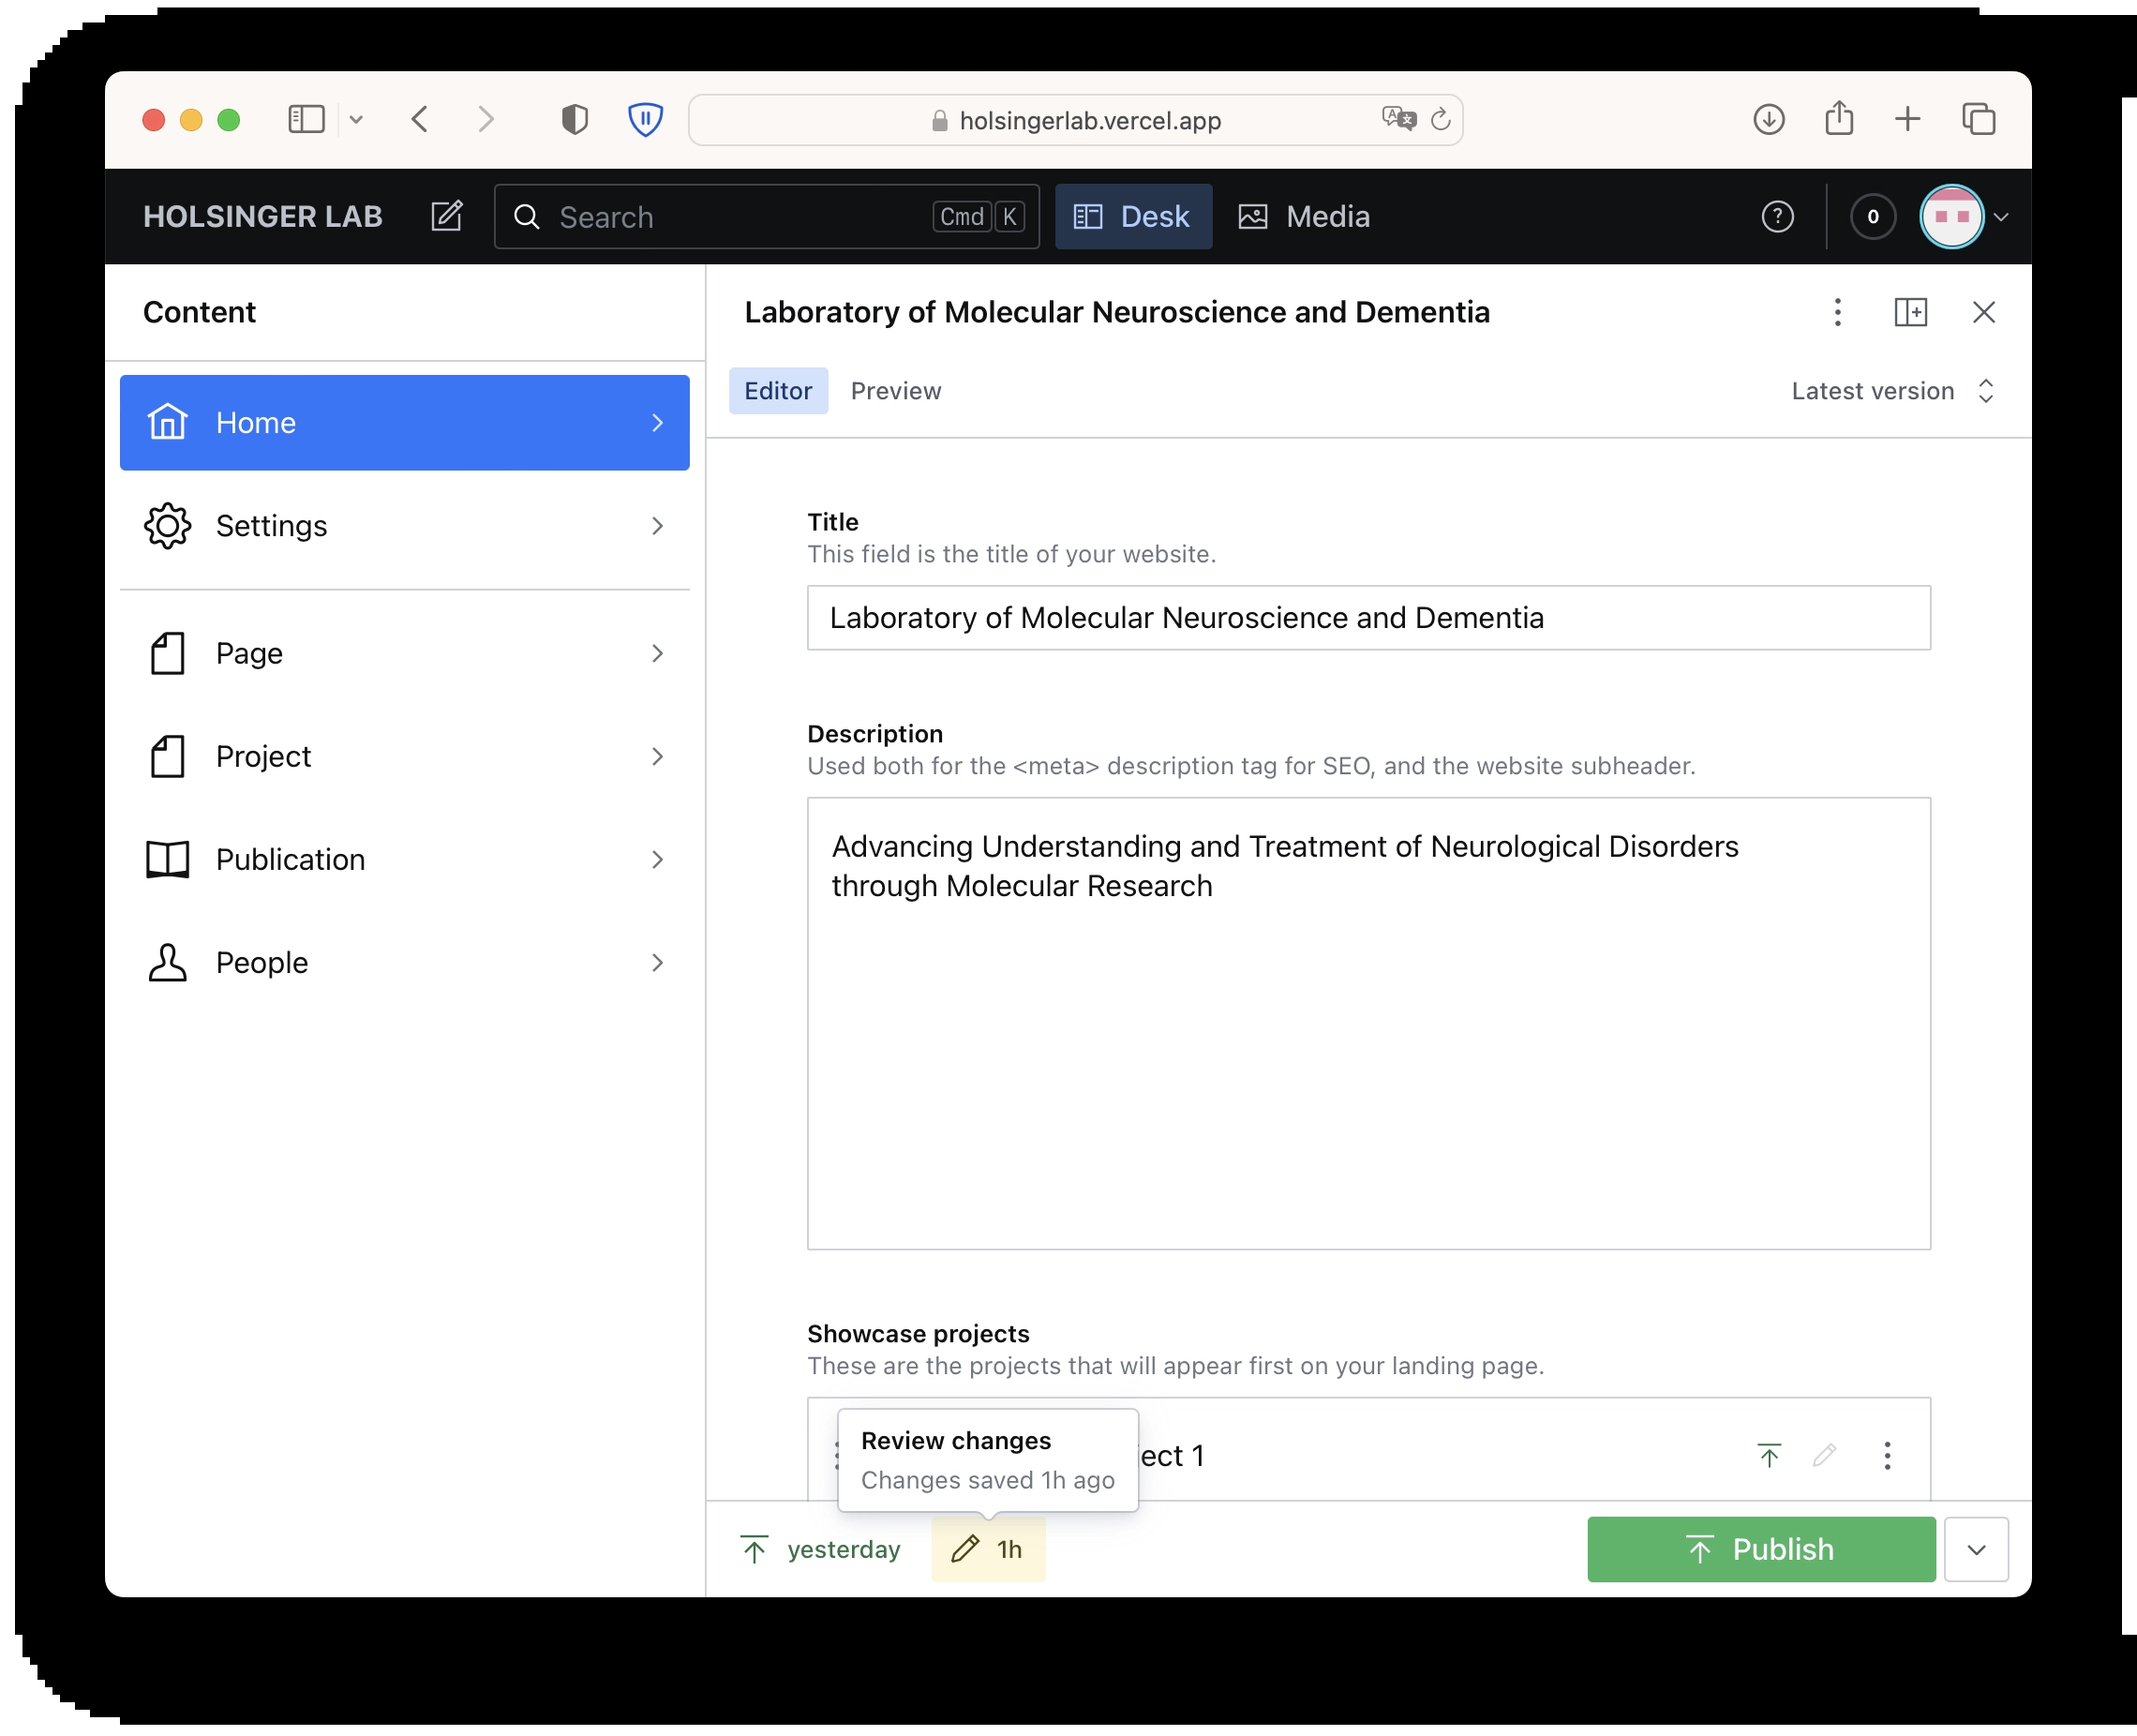 holsingerlab.vercel.app
HOLSINGER LAB
Search
Cmd K
Desk
Media
0
Content
Home
Settings
Page
Project
Publication
People
Laboratory of Molecular Neuroscience and Dementia
Editor
Preview
Latest version
Title
This field is the title of your website.
Laboratory of Molecular Neuroscience and Dementia
Description
Used both for the <meta> description tag for SEO, and the website subheader.
Advancing Understanding and Treatment of Neurological Disorders
through Molecular Research
Showcase projects
These are the projects that will appear first on your landing page.
ect 1
Review changes
Changes saved 1h ago
yesterday
1h
Publish